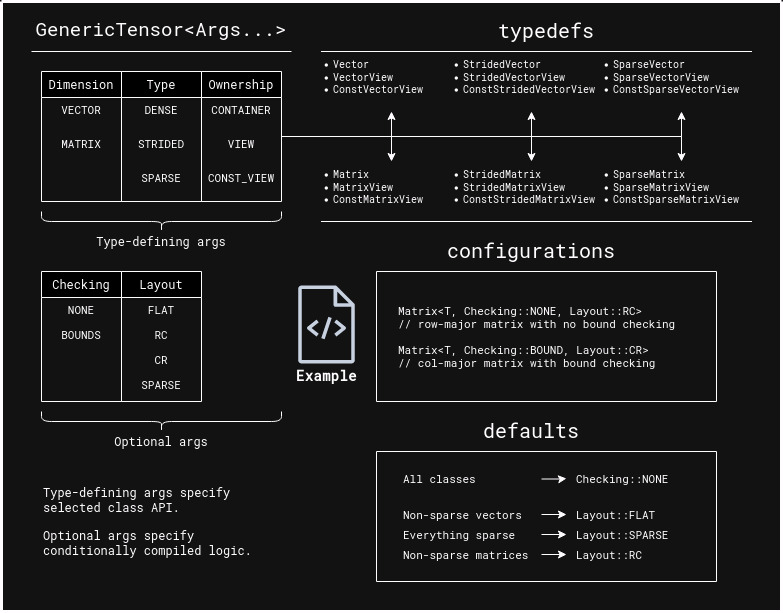 GenericTensor<Args...>
Dimension Type Ownership
VECTOR DENSE CONTAINER
MATRIX STRIDED VIEW
SPARSE CONST_VIEW
Type-defining args
Checking Layout
NONE FLAT
BOUNDS RC
CR
SPARSE
Optional args
Type-defining args specify
selected class API.
Optional args specify
conditionally compiled logic.
typedefs
• Vector • StridedVector • SparseVector
• VectorView • StridedVectorView • SparseVectorView
• ConstVectorView • ConstStridedVectorView • ConstSparseVectorView
• Matrix • StridedMatrix • SparseMatrix
• MatrixView • StridedMatrixView • SparseMatrixView
• ConstMatrixView • ConstStridedMatrixView • ConstSparseMatrixView
configurations
</> 
Example
Matrix<T, Checking::NONE, Layout::RC>
// row-major matrix with no bound checking
Matrix<T, Checking::BOUND, Layout::CR>
// col-major matrix with bound checking
defaults
All classes Checking::NONE
Non-sparse vectors Layout::FLAT
Everything sparse Layout::SPARSE
Non-sparse matrices Layout::RC